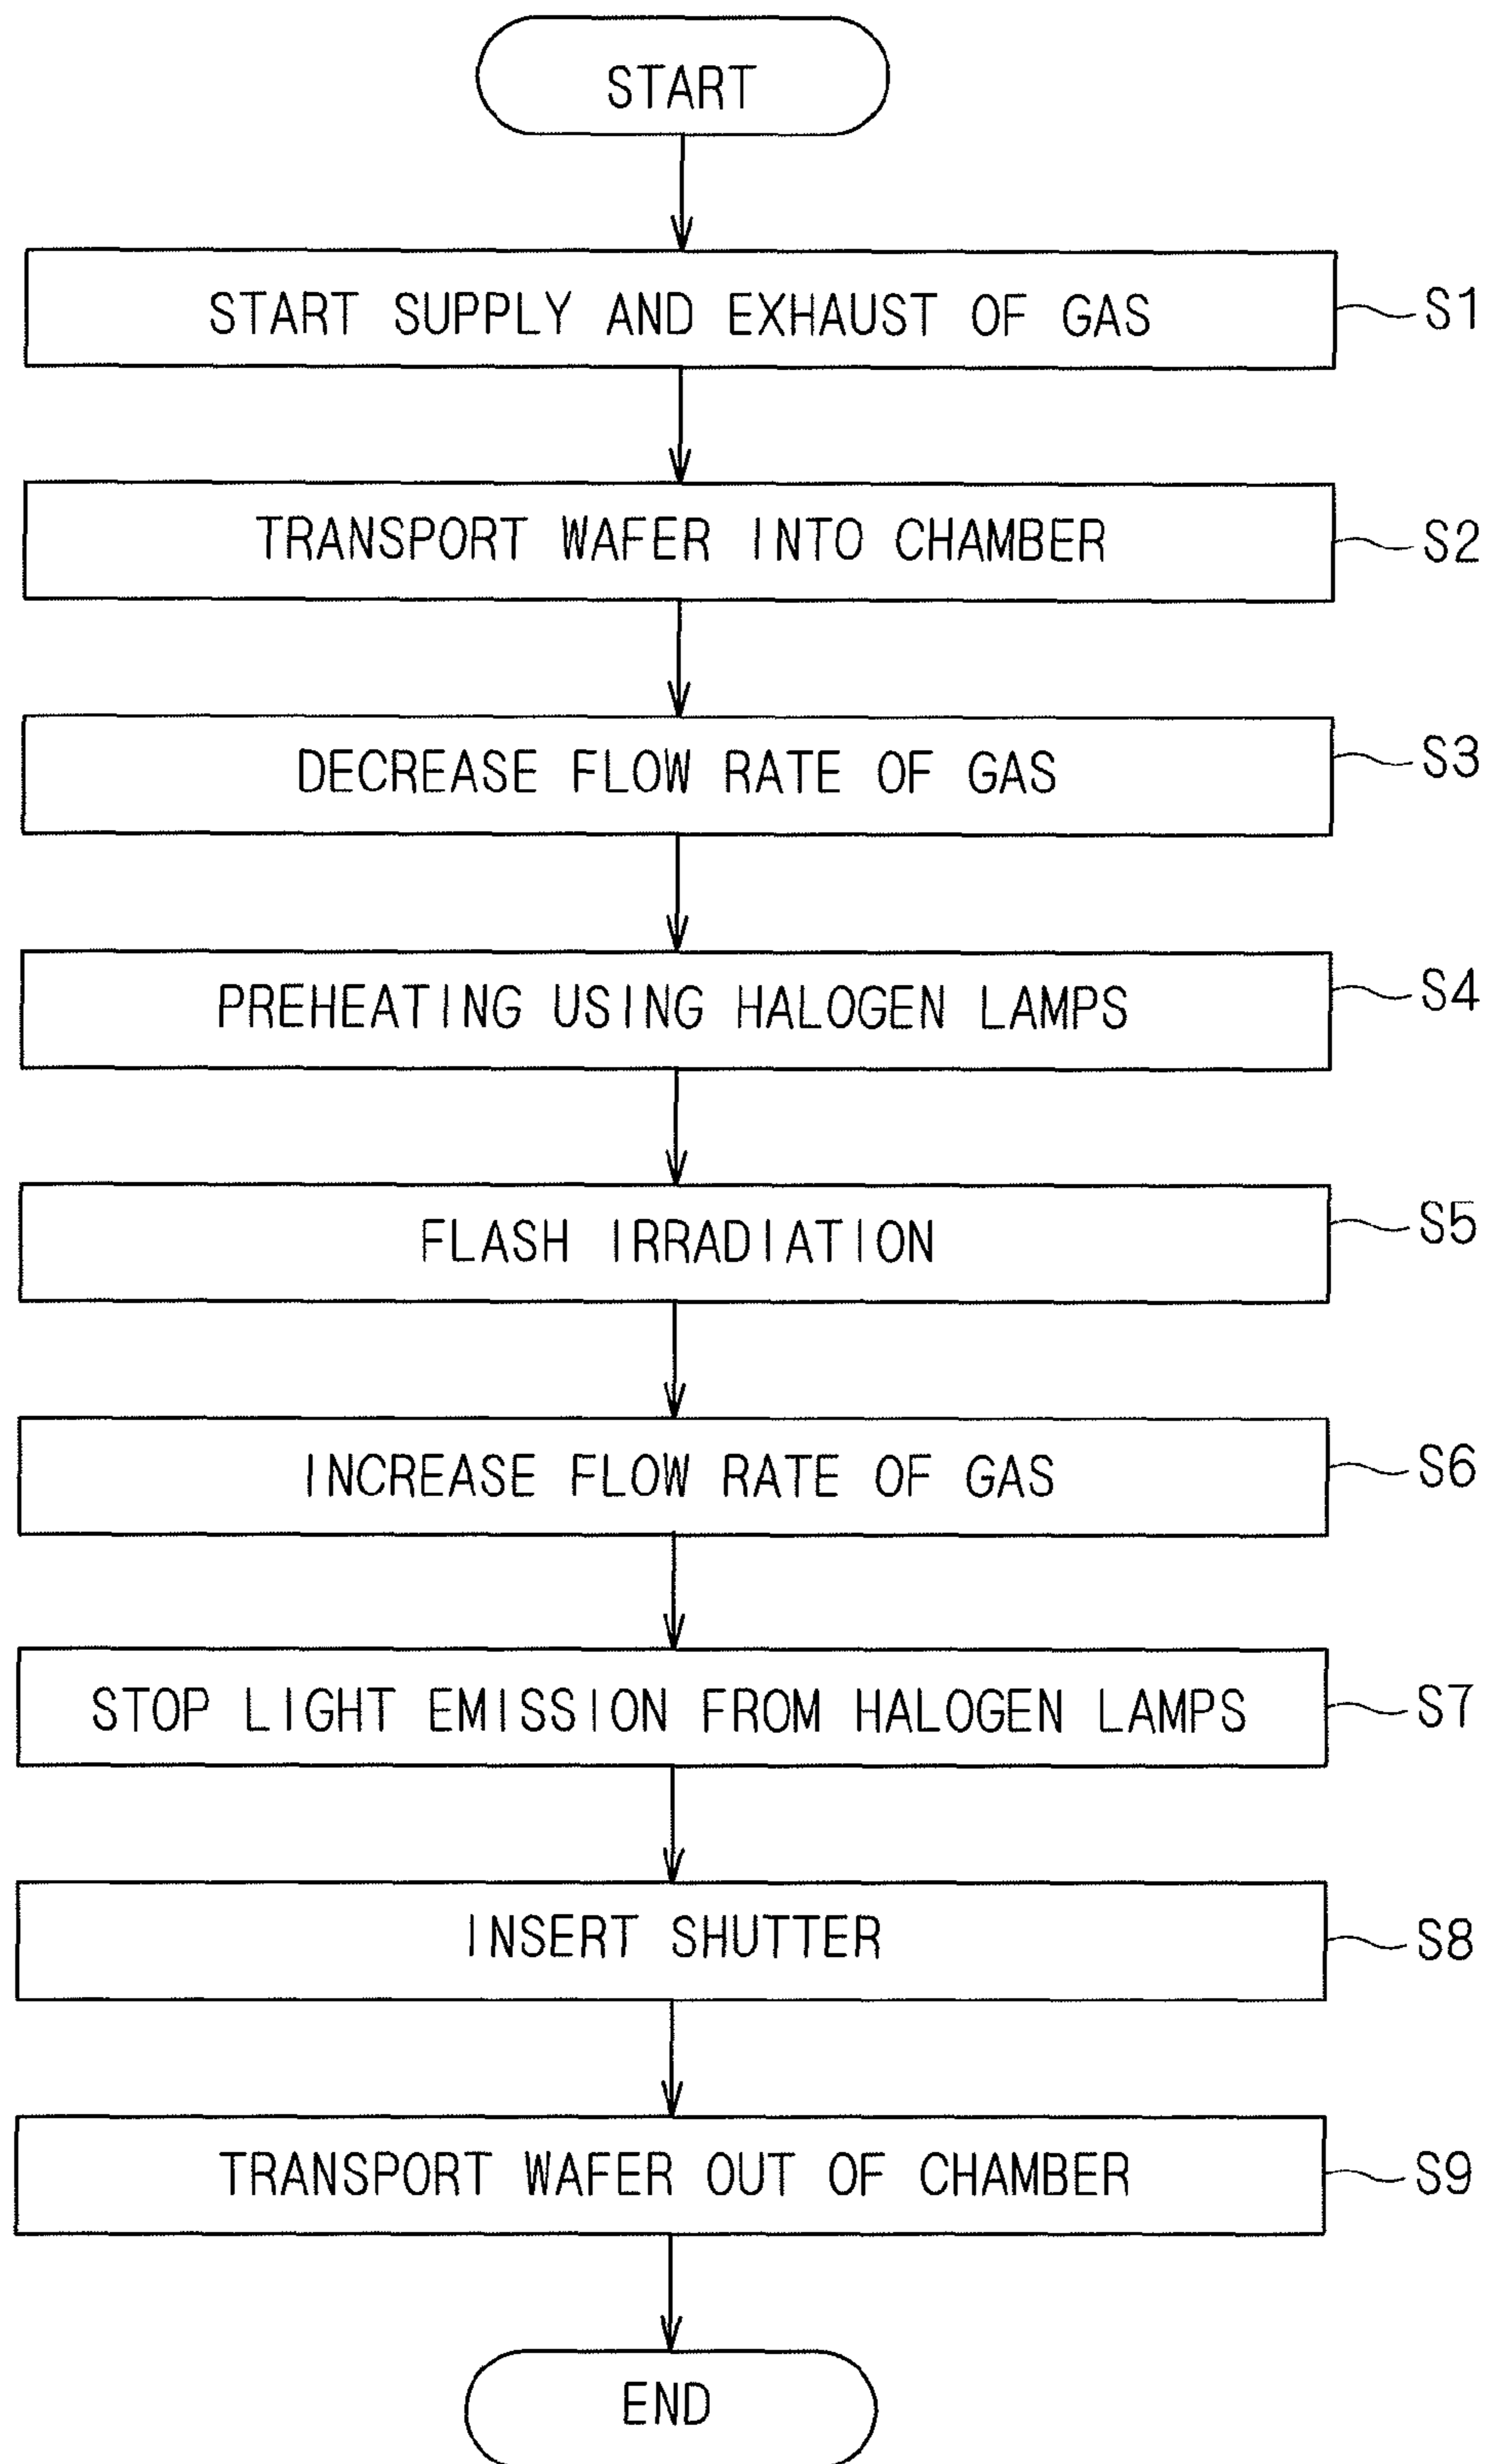 START
START SUPPLY AND EXHAUST OF GAS
S1
TRANSPORT WAFER INTO CHAMBER
S2
DECREASE FLOW RATE OF GAS
S3
PREHEATING USING HALOGEN LAMPS
S4
FLASH IRRADIATION
S5
INCREASE FLOW RATE OF GAS
S6
STOP LIGHT EMISSION FROM HALOGEN LAMPS
S7
INSERT SHUTTER
S8
TRANSPORT WAFER OUT OF CHAMBER
S9
END